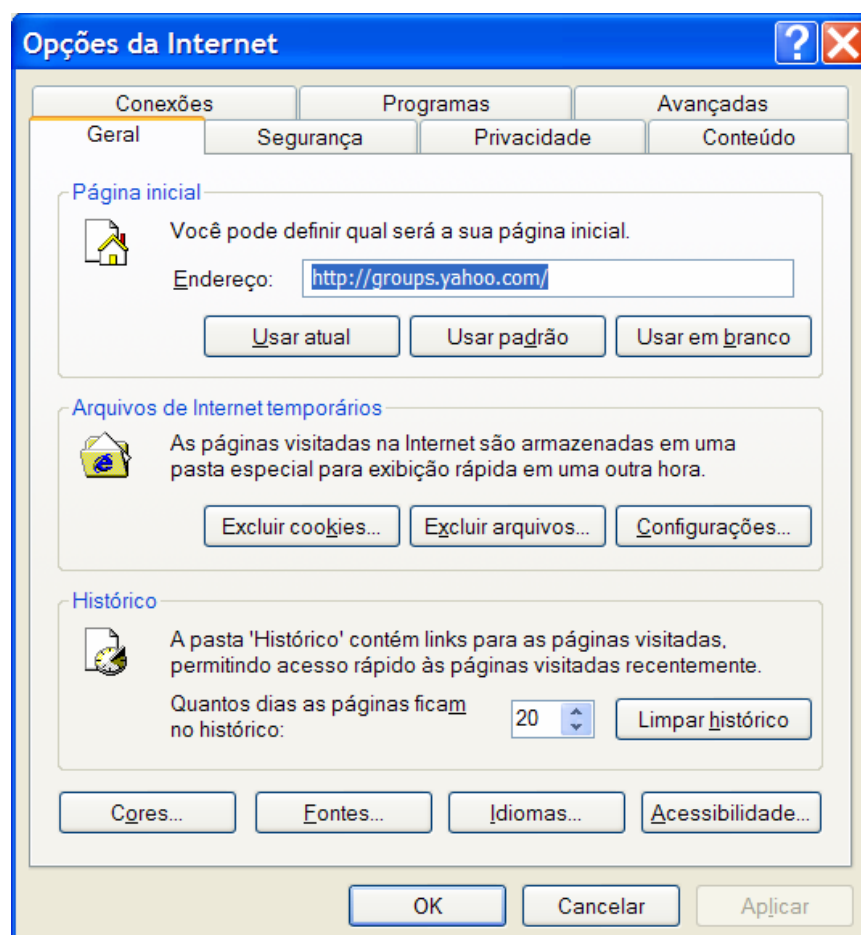 Opções da Internet
Conexões Programas Avançadas
Geral Segurança Privacidade Conteúdo
Página inicial
Você pode definir qual será a sua página inicial.
Endereço: http://groups.yahoo.com/
Usar atual Usar padrão Usar em branco
Arquivos de Internet temporários
As páginas visitadas na Internet são armazenadas em uma
pasta especial para exibição rápida em uma outra hora.
Excluir cookies... Excluir arquivos... Configurações...
Histórico
A pasta 'Histórico' contém links para as páginas visitadas,
permitindo acesso rápido às páginas visitadas recentemente.
Quantos dias as páginas ficam
no histórico: 20 Limpar histórico
Cores... Fontes... Idiomas... Acessibilidade...
OK Cancelar Aplicar